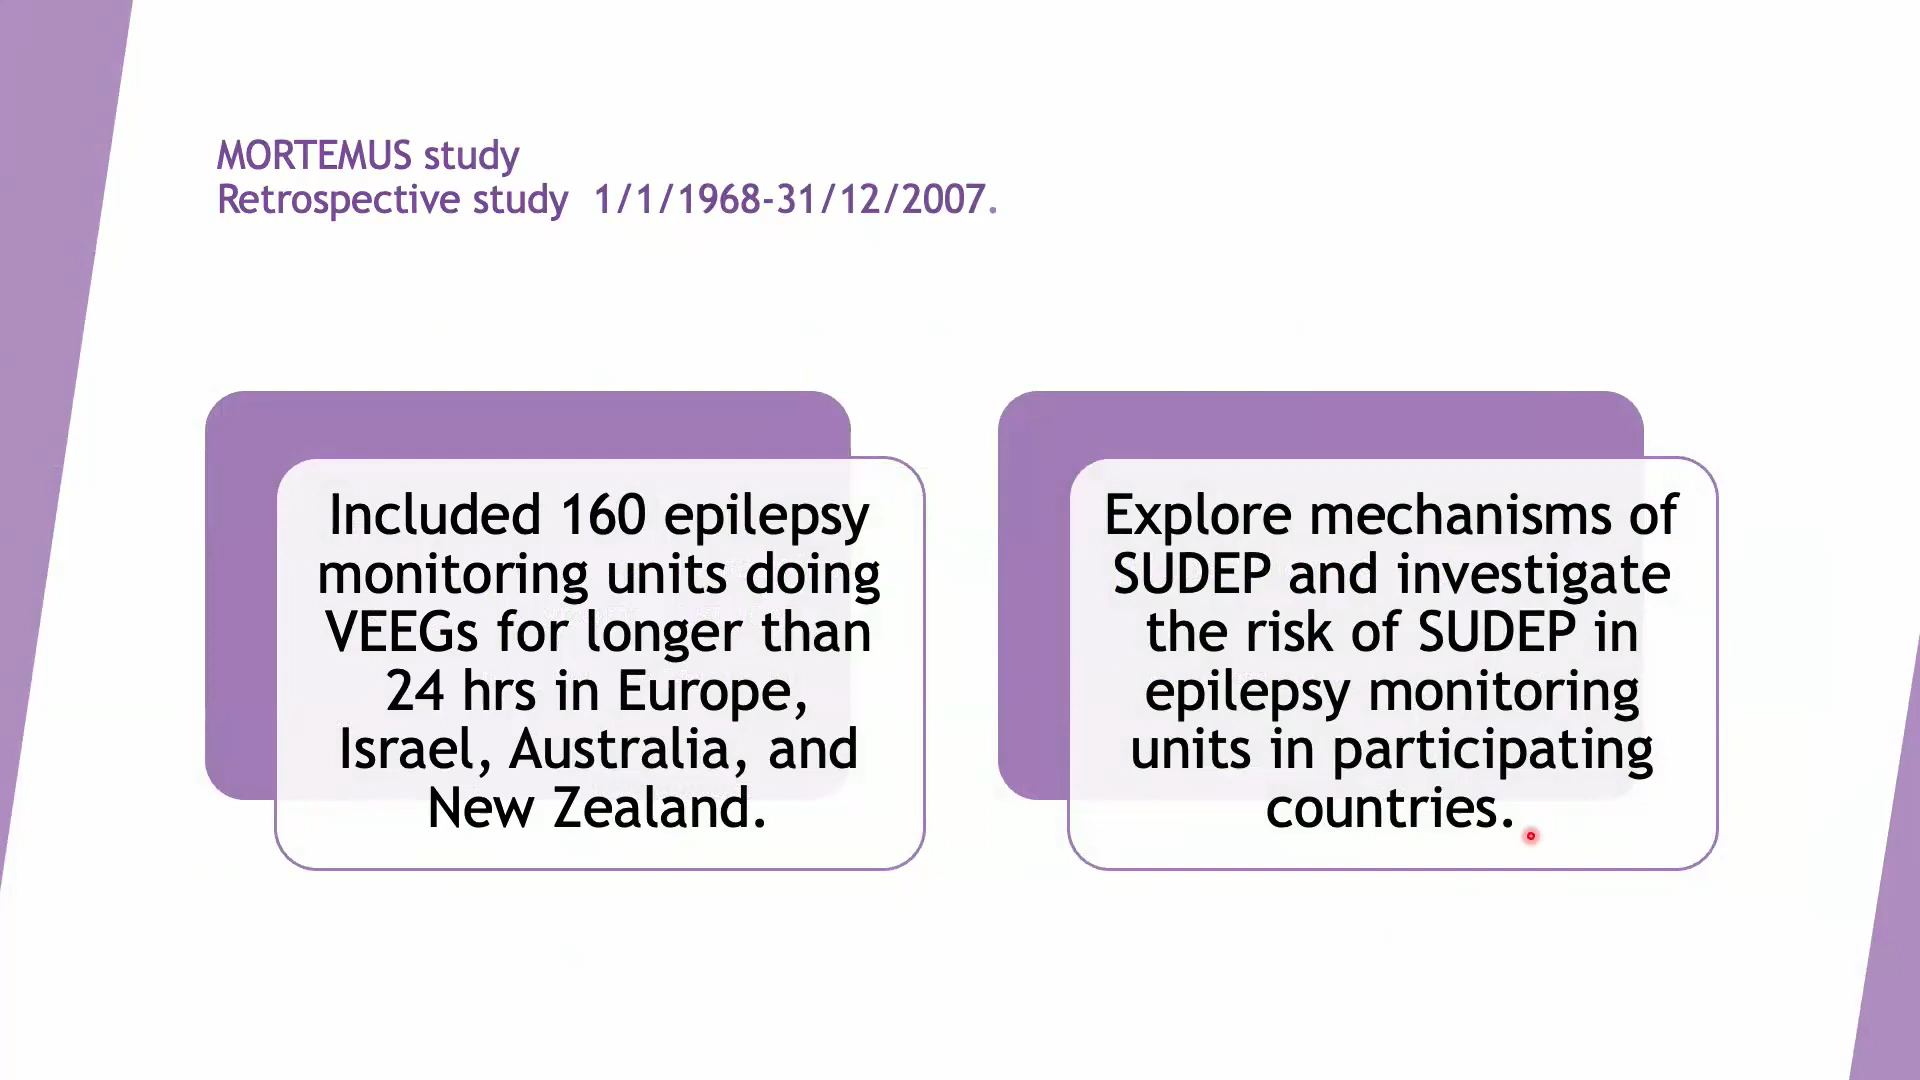 MORTEMUS study
Retrospective study 1/1/1968-31/12/2007.
Included 160 epilepsy
monitoring units doing
VEEGs for longer than
24 hrs in Europe,
Israel, Australia, and
New Zealand.
Explore mechanisms of
SUDEP and investigate
the risk of SUDEP in
epilepsy monitoring
units in participating
countries.